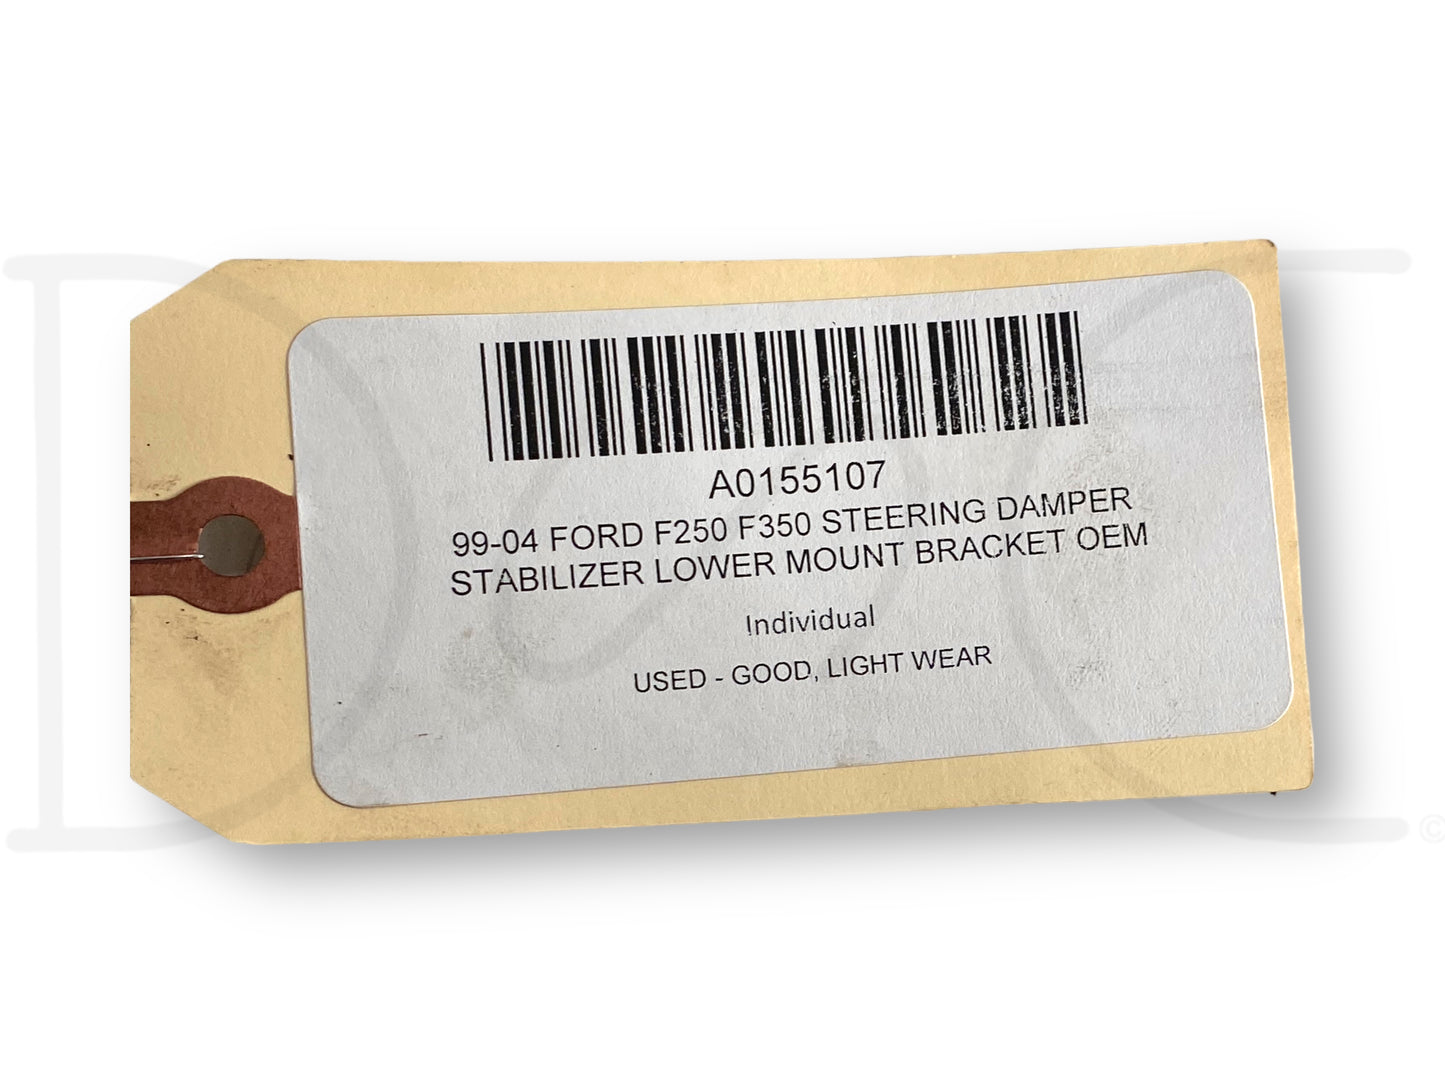 A0155107
99-04 FORD F250 F350 STEERING DAMPER
STABILIZER LOWER MOUNT BRACKET OEM
Individual
USED - GOOD, LIGHT WEAR
©